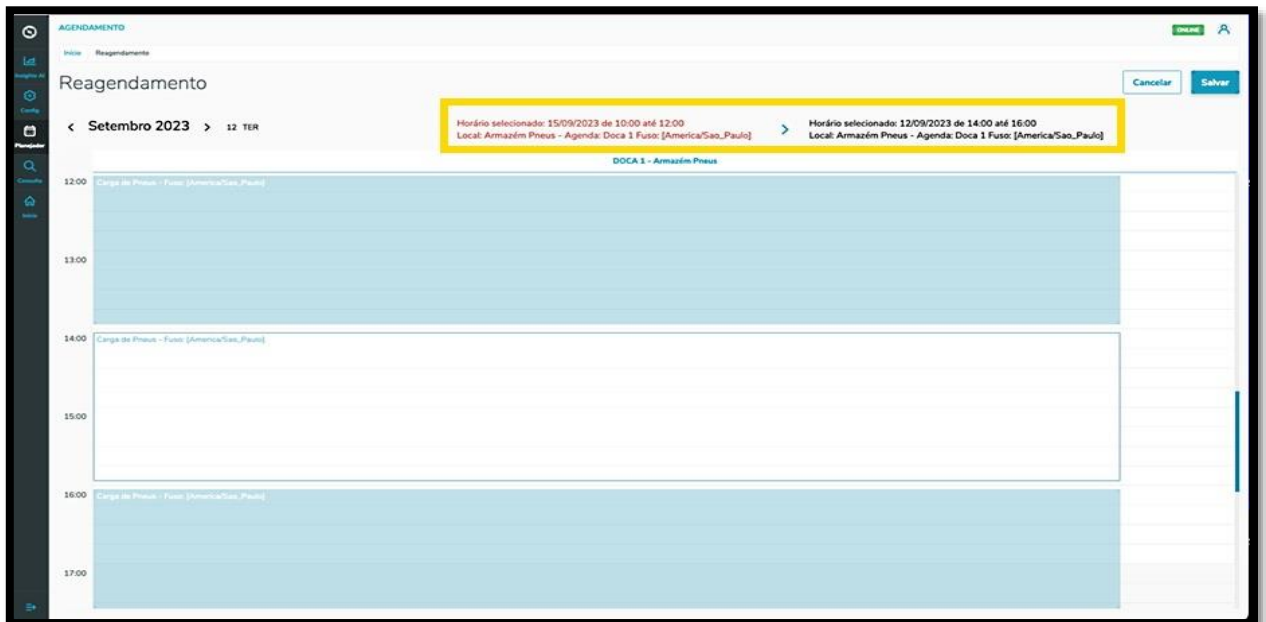 AGENDAMENTO
ONLINE
Início Reagendamento
Insights AI
Config
Planejador
Consulta
Início
Reagendamento
Cancelar
Salvar
Setembro 2023
12 TER
Horário selecionado: 15/09/2023 de 10:00 até 12:00
Local: Armazém Pneus - Agenda: Doca 1 Fuso: [America/Sao_Paulo]
Horário selecionado: 12/09/2023 de 14:00 até 16:00
Local: Armazém Pneus - Agenda: Doca 1 Fuso: [America/Sao_Paulo]
DOCA 1 - Armazém Pneus
12:00 Carga de Pneus - Fuso: [America/Sao_Paulo]
13:00
14:00 Carga de Pneus - Fuso: [America/Sao_Paulo]
15:00
16:00 Carga de Pneus - Fuso: [America/Sao_Paulo]
17:00